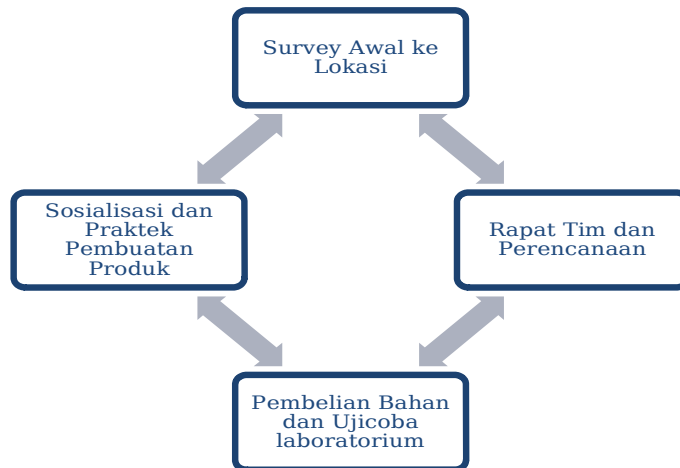 Survey Awal ke
Lokasi
Rapat Tim dan
Perencanaan
Pembelian Bahan
dan Ujicoba
laboratorium
Sosialisasi dan
Praktek
Pembuatan
Produk